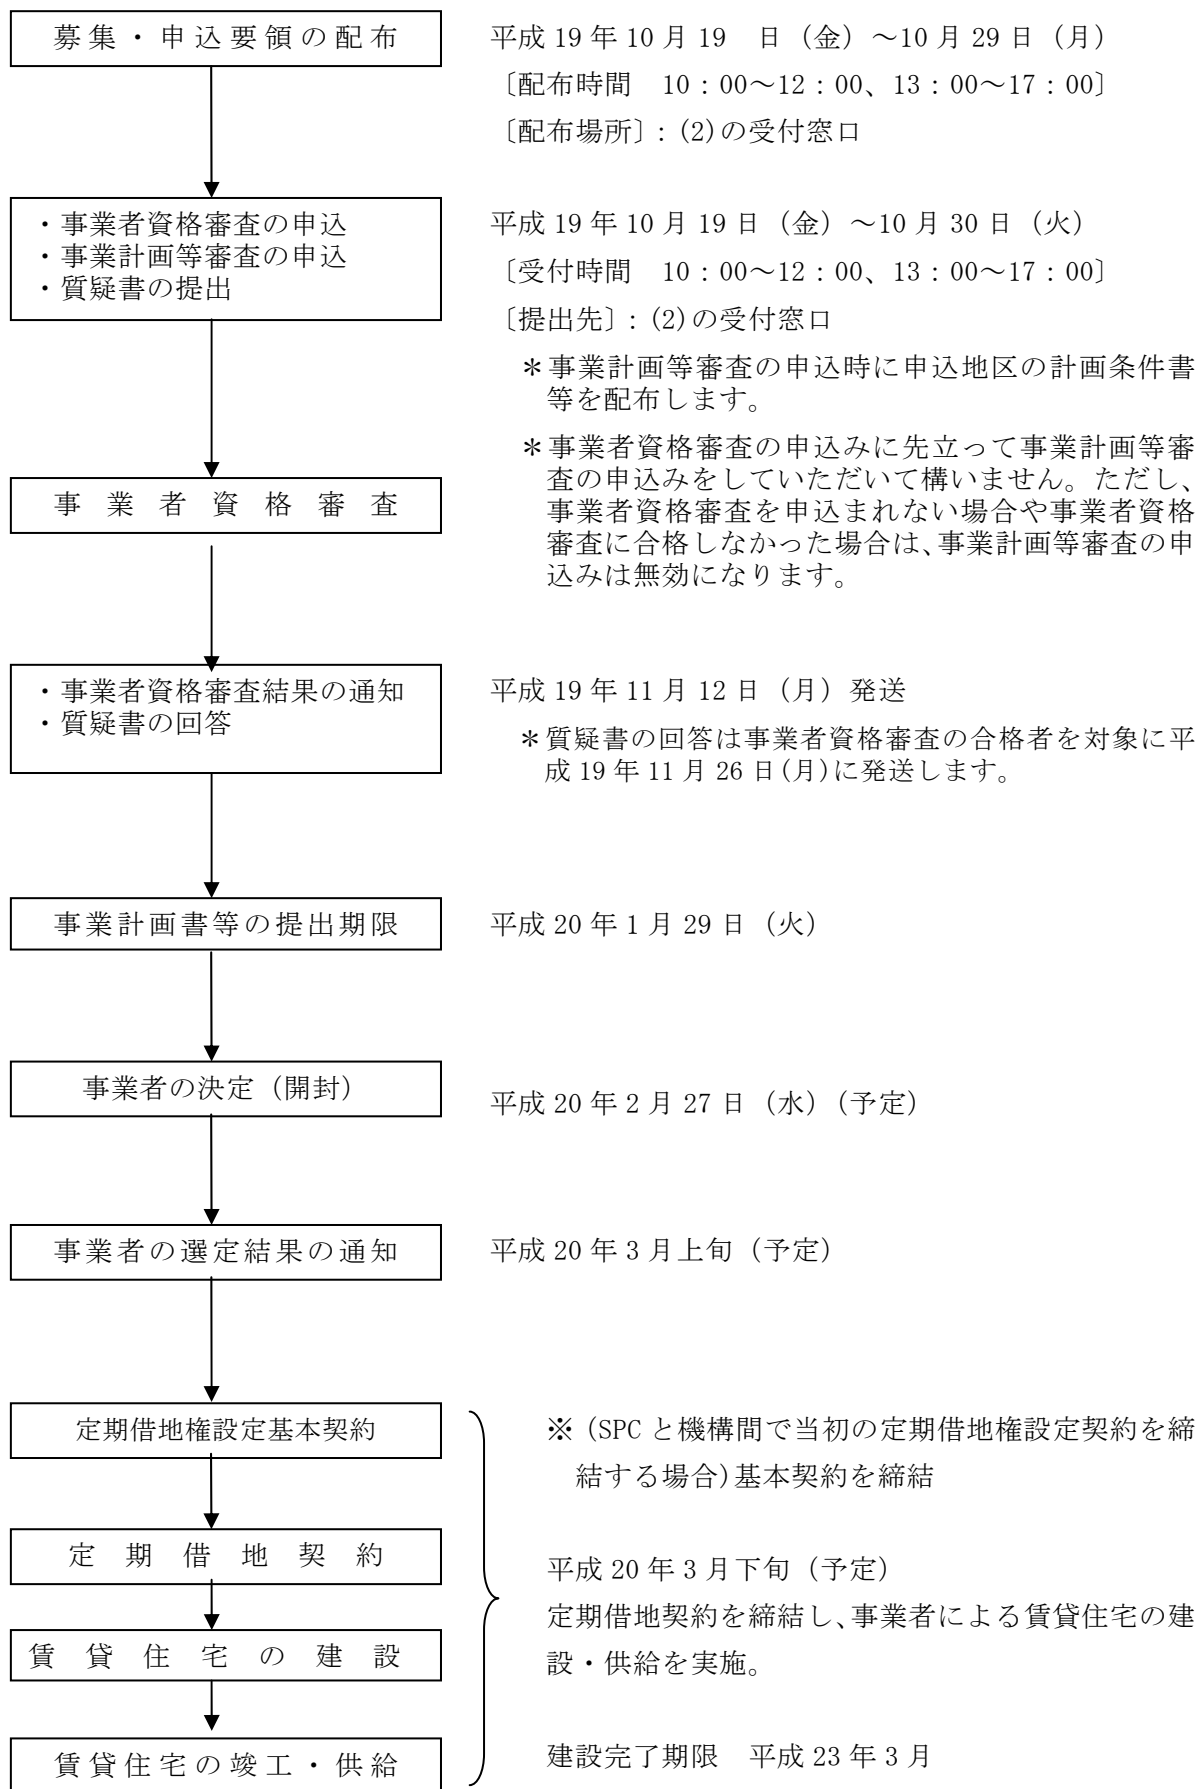 募集・申込要領の配布
平成 19 年 10 月 19　日（金）～10 月 29 日（月）
〔配布時間　10：00～12：00、13：00～17：00〕
〔配布場所〕：(2)の受付窓口
・事業者資格審査の申込
・事業計画等審査の申込
・質疑書の提出
平成 19 年 10 月 19 日（金）～10 月 30 日（火）
〔受付時間　10：00～12：00、13：00～17：00〕
〔提出先〕：(2)の受付窓口
＊事業計画等審査の申込時に申込地区の計画条件書
等を配布します。
＊事業者資格審査の申込みに先立って事業計画等審
査の申込みをしていただいて構いません。ただし、
事業者資格審査を申込まれない場合や事業者資格
審査に合格しなかった場合は、事業計画等審査の申
込みは無効になります。
事業者資格審査
・事業者資格審査結果の通知
・質疑書の回答
平成 19 年 11 月 12 日（月）発送
＊質疑書の回答は事業者資格審査の合格者を対象に平
成 19 年 11 月 26 日(月)に発送します。
事業計画書等の提出期限
平成 20 年 1 月 29 日（火）
事業者の決定（開封）
平成 20 年 2 月 27 日（水）（予定）
事業者の選定結果の通知
平成 20 年 3 月上旬（予定）
定期借地権設定基本契約
※（SPC と機構間で当初の定期借地権設定契約を締
結する場合）基本契約を締結
定期借地契約
平成 20 年 3 月下旬（予定）
定期借地契約を締結し、事業者による賃貸住宅の建
設・供給を実施。
賃貸住宅の建設
賃貸住宅の竣工・供給
建設完了期限　平成 23 年 3 月